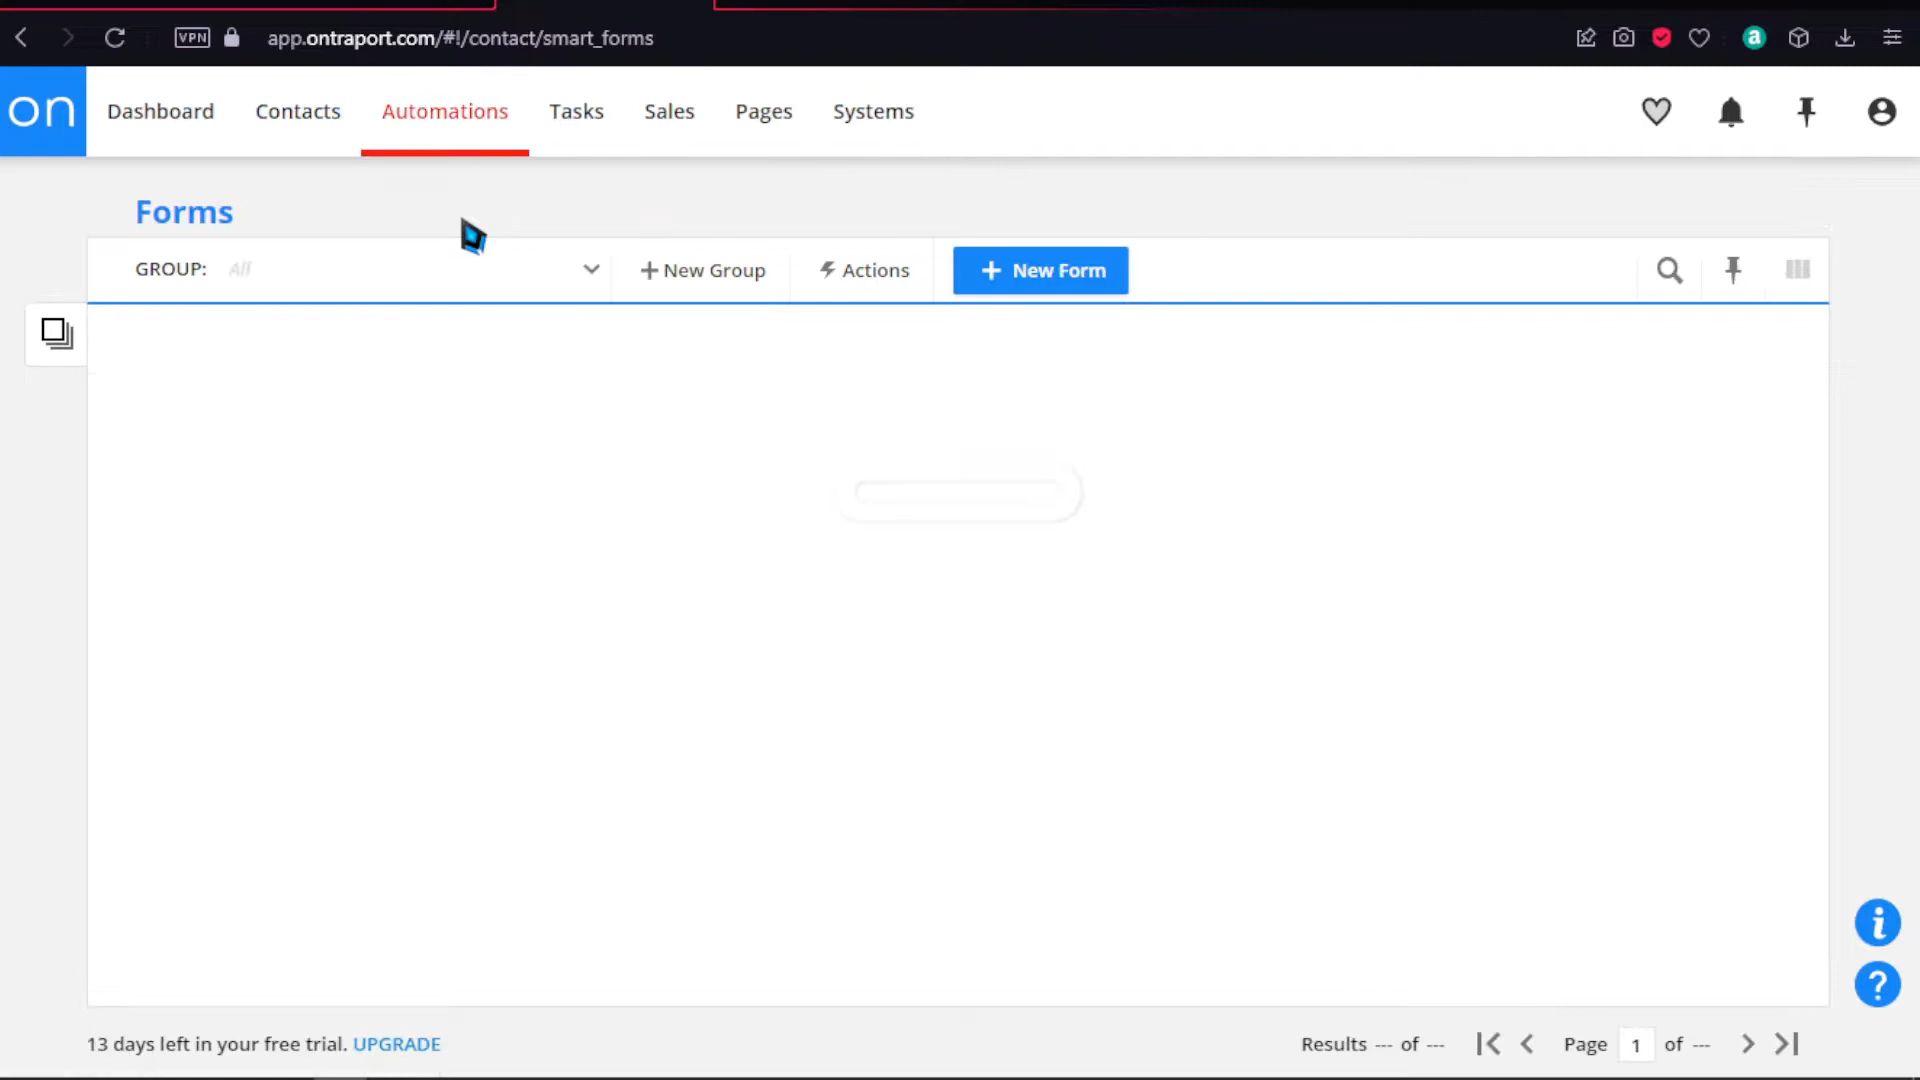 VPN app.ontraport.com/#!/contact/smart_forms a
on Dashboard Contacts Automations Tasks Sales Pages Systems
Forms
GROUP: All New Group Actions + New Form
i
?
13 days left in your free trial. UPGRADE Results --- of --- Page 1 of ---